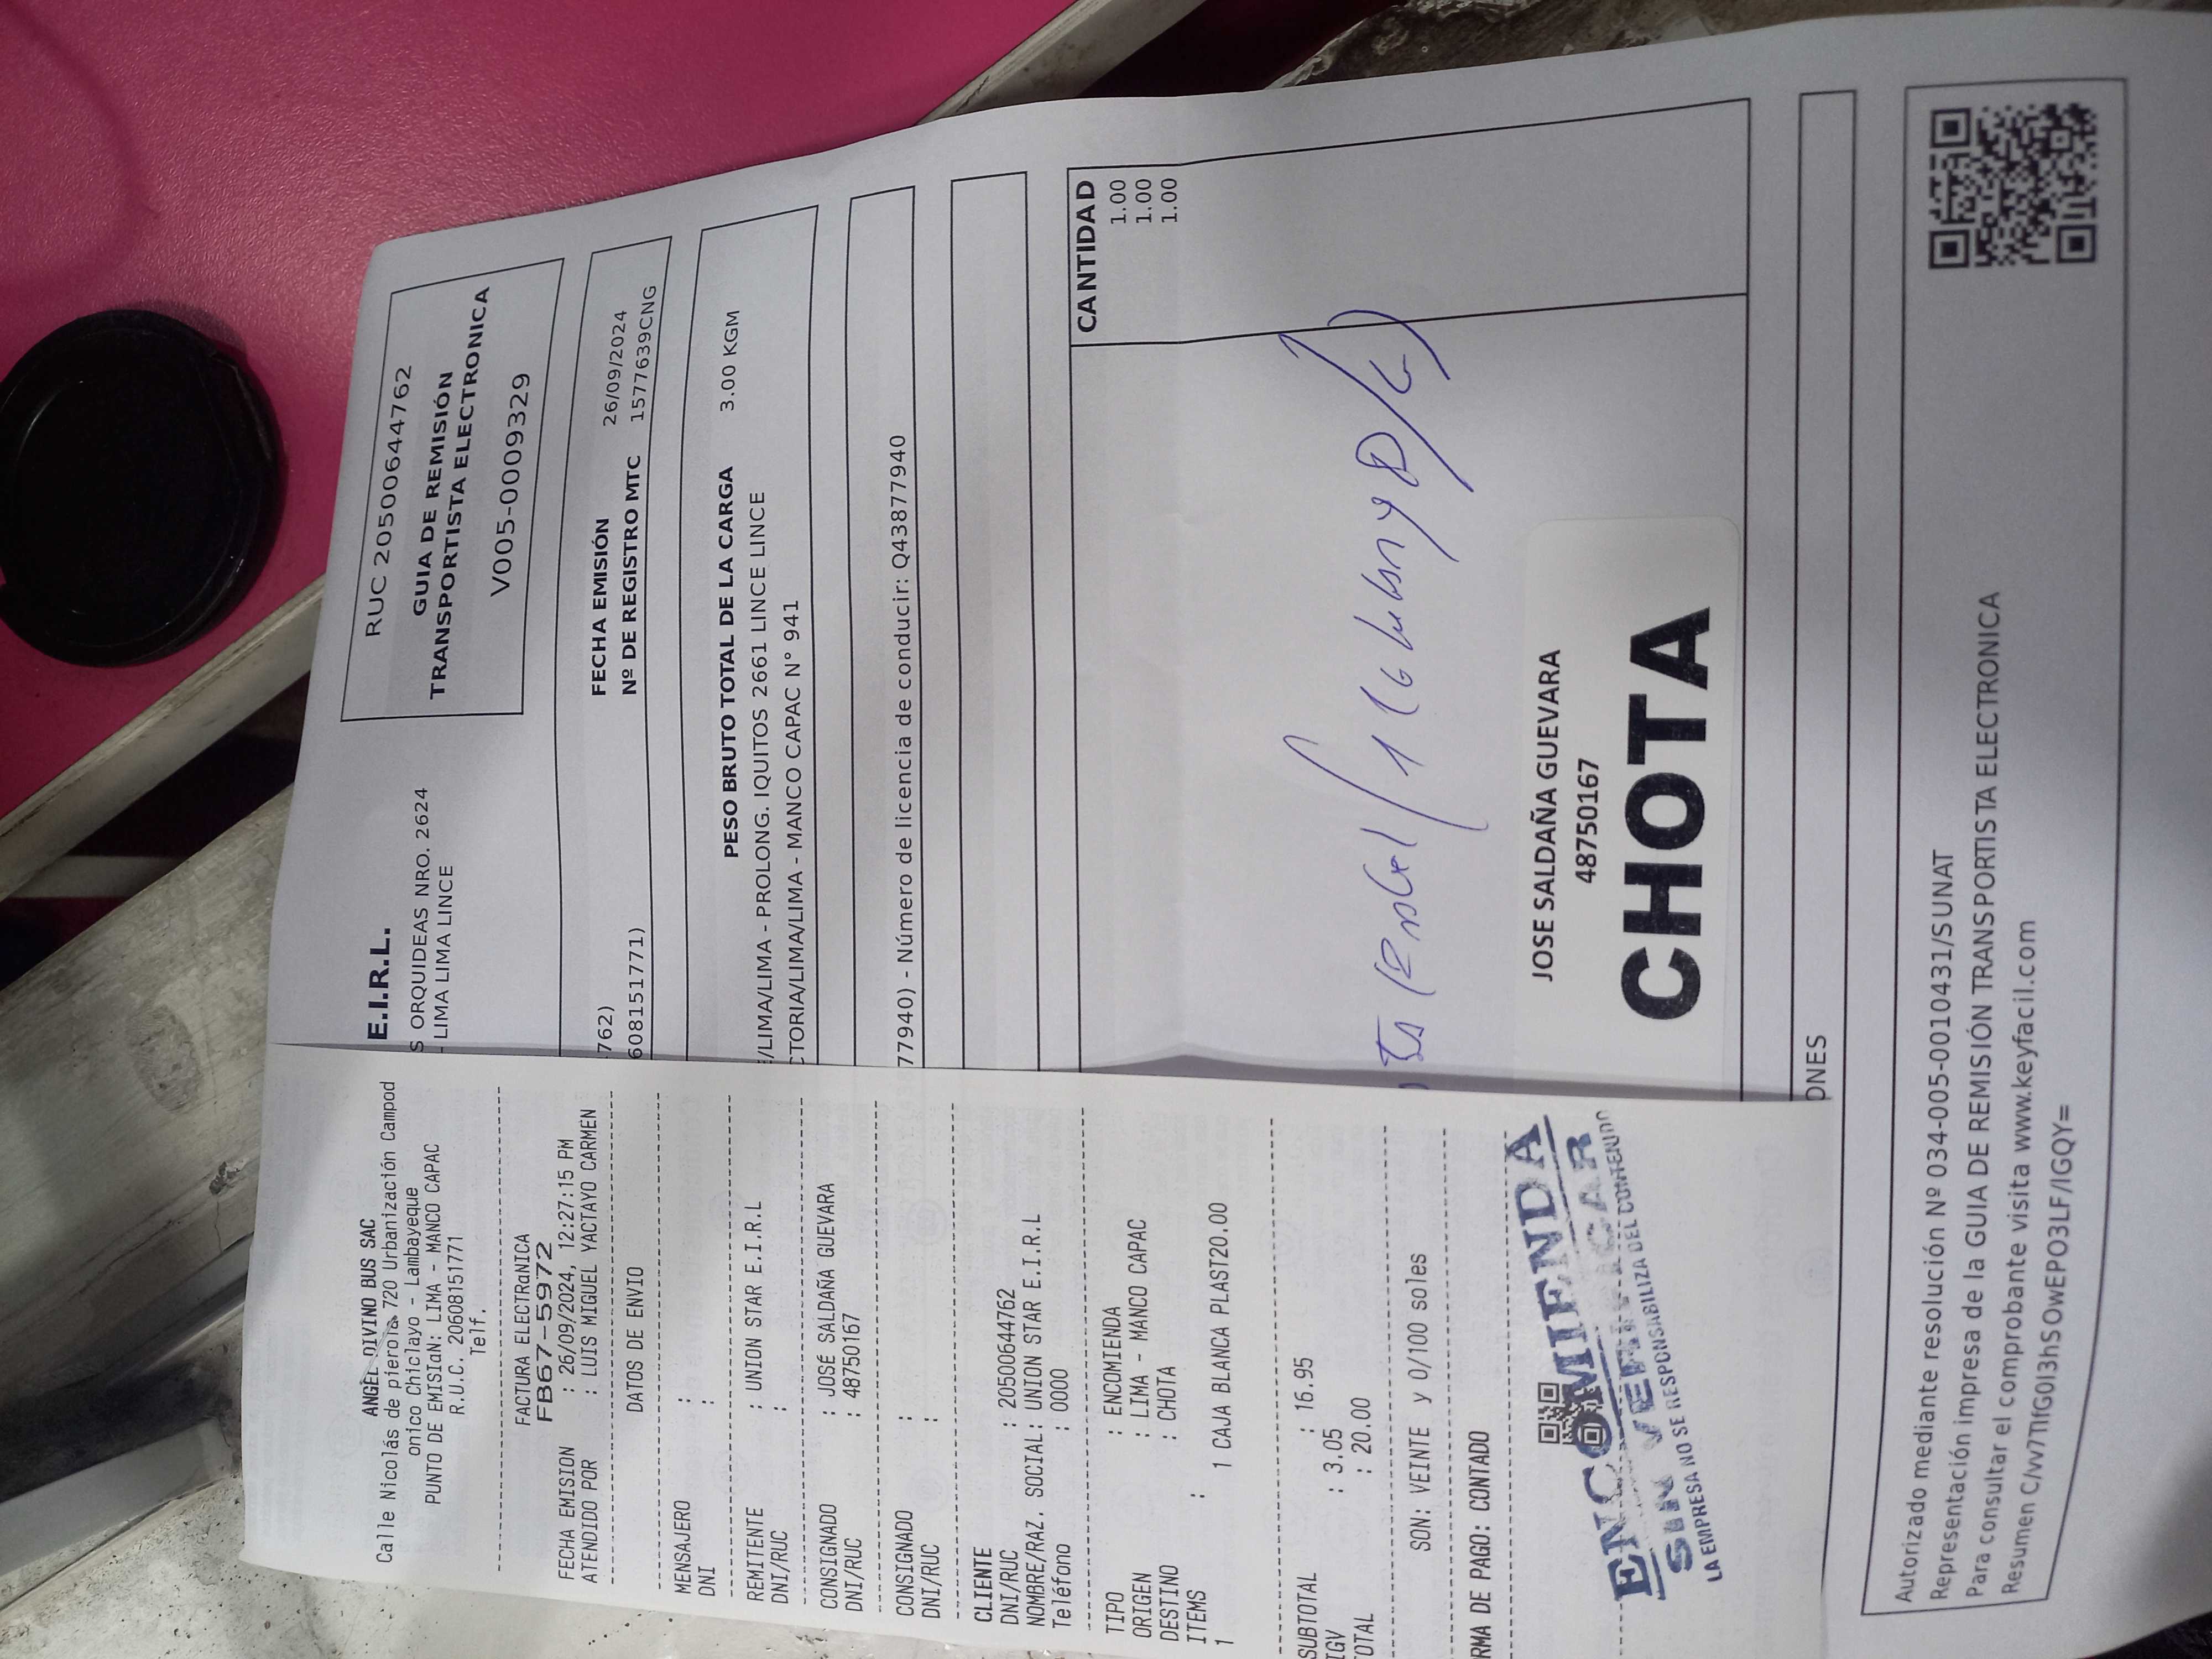 ANGEL DIVINO BUS SAC
Calle Nicolás de pierola 720 Urbanización Campod
onico Chiclayo - Lambayeque
PUNTO DE EMISIóN: LIMA - MANCO CAPAC
R.U.C. 20608151771
Telf.
FACTURA ELECTRóNICA
FB67-5972
FECHA EMISION : 26/09/2024, 12:27:15 PM
ATENDIDO POR : LUIS MIGUEL YACTAYO CARMEN
DATOS DE ENVIO
MENSAJERO :
DNI :
REMITENTE : UNION STAR E.I.R.L
DNI/RUC :
CONSIGNADO : JOSE SALDAÑA GUEVARA
DNI/RUC : 48750167
CONSIGNADO :
DNI/RUC :
CLIENTE
DNI/RUC : 20500644762
NOMBRE/RAZ. SOCIAL: UNION STAR E.I.R.L
Teléfono : 0000
TIPO : ENCOMIENDA
ORIGEN : LIMA - MANCO CAPAC
DESTINO : CHOTA
ITEMS :
1 1 CAJA BLANCA PLAST20.00
SUBTOTAL : 16.95
IGV : 3.05
OTAL : 20.00
SON: VEINTE y 0/100 soles
RMA DE PAGO: CONTADO
ENCOMIENDA
SIN VERIFICAR
LA EMPRESA NO SE RESPONSABILIZA DEL CONTENIDO
E.I.R.L.
S ORQUIDEAS NRO. 2624
- LIMA LIMA LINCE
RUC 20500644762
GUIA DE REMISIÓN
TRANSPORTISTA ELECTRONICA
V005-0009329
762)
608151771)
FECHA EMISIÓN 26/09/2024
Nº DE REGISTRO MTC 1577639CNG
PESO BRUTO TOTAL DE LA CARGA 3.00 KGM
/LIMA/LIMA - PROLONG. IQUITOS 2661 LINCE LINCE
CTORIA/LIMA/LIMA - MANCO CAPAC N° 941
77940) - Número de licencia de conducir: Q43877940
CANTIDAD
1.00
1.00
1.00
JOSE SALDAÑA GUEVARA
48750167
CHOTA
ONES
Autorizado mediante resolución Nº 034-005-0010431/SUNAT
Representación impresa de la GUIA DE REMISIÓN TRANSPORTISTA ELECTRONICA
Para consultar el comprobante visita www.keyfacil.com